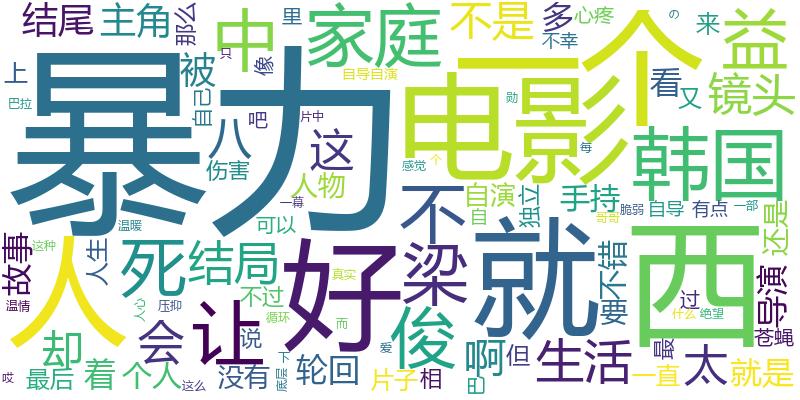 结尾
主角
那么
中
里
家庭
不是
多
心疼
不幸
一个
来
益
上
巴拉
暴力
被
自己
只
像
自导自演
片中
电影
勋
看
又
镜头
八
吧
这
伤害
人物
一幕
感觉
个
每
の
韩国
故事
人
人生
温暖
死
结局
可以
好
不
梁
自演
自
独立
手持
哥哥
脆弱
自导
有点
一部
还是
这种
温情
人心
压抑
不过
真实
循环
而
就
不错
要
西
导演
过
什么
绝望
苍蝇
却
会
让
说
俊
啊
但
生活
最
太
哎
最后
着
个人
这么
没有
底层
下
轮回
爱
片子
相
巴
一直
就是